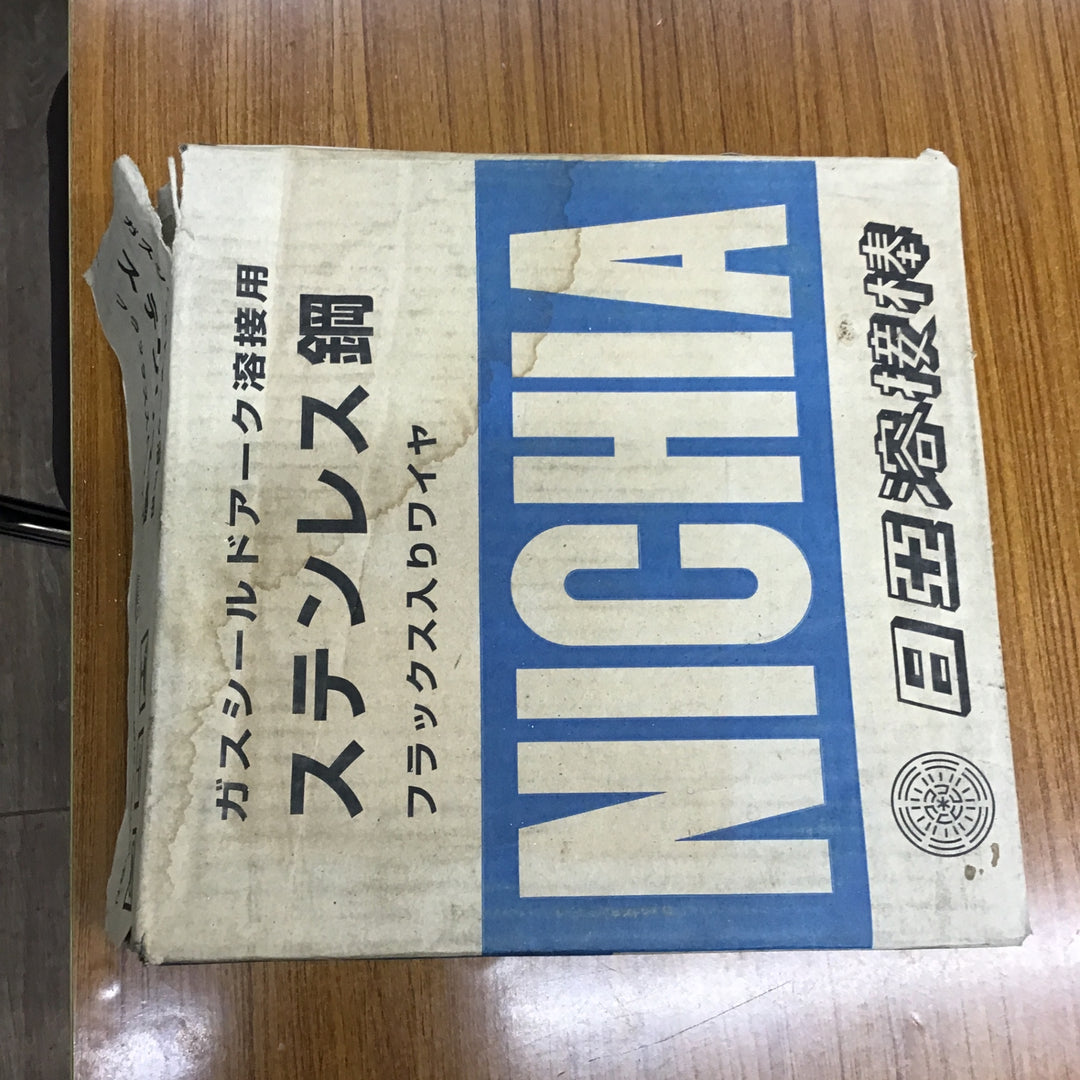 ガスシールドアーク溶接用
ステンレス鋼
フラックス入りワイヤ
NICHIA
日亜溶接棒